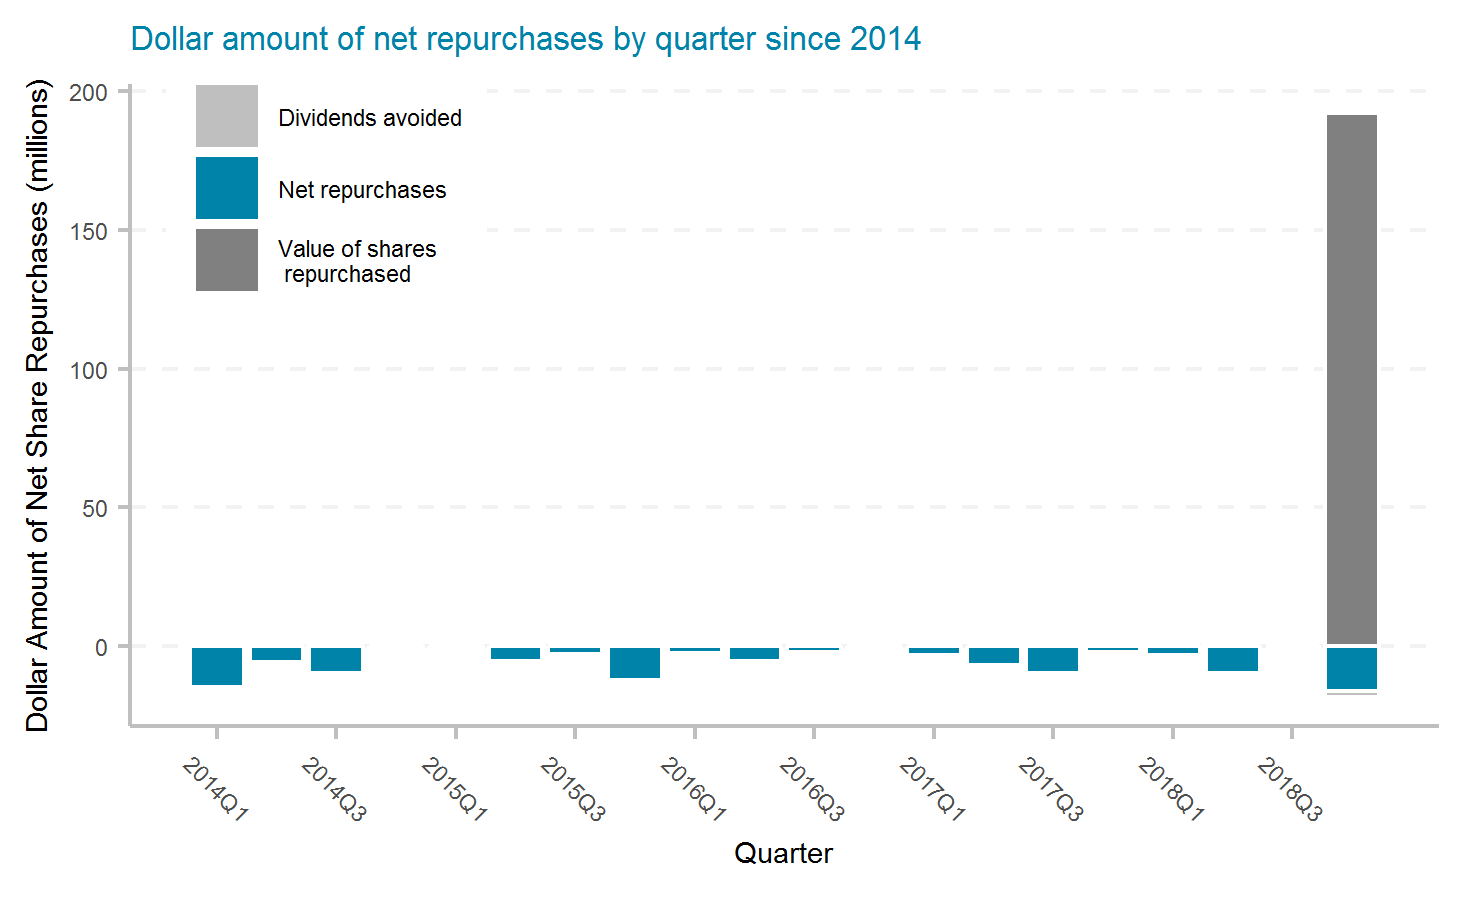 Dollar amount of net repurchases by quarter since 2014
Dollar Amount of Net Share Repurchases (millions)
200
150
100
50
0
Dividends avoided
Net repurchases
Value of shares
repurchased
2014Q1
2014Q3
2015Q1
2015Q3
2016Q1
2016Q3
2017Q1
2017Q3
2018Q1
2018Q3
Quarter